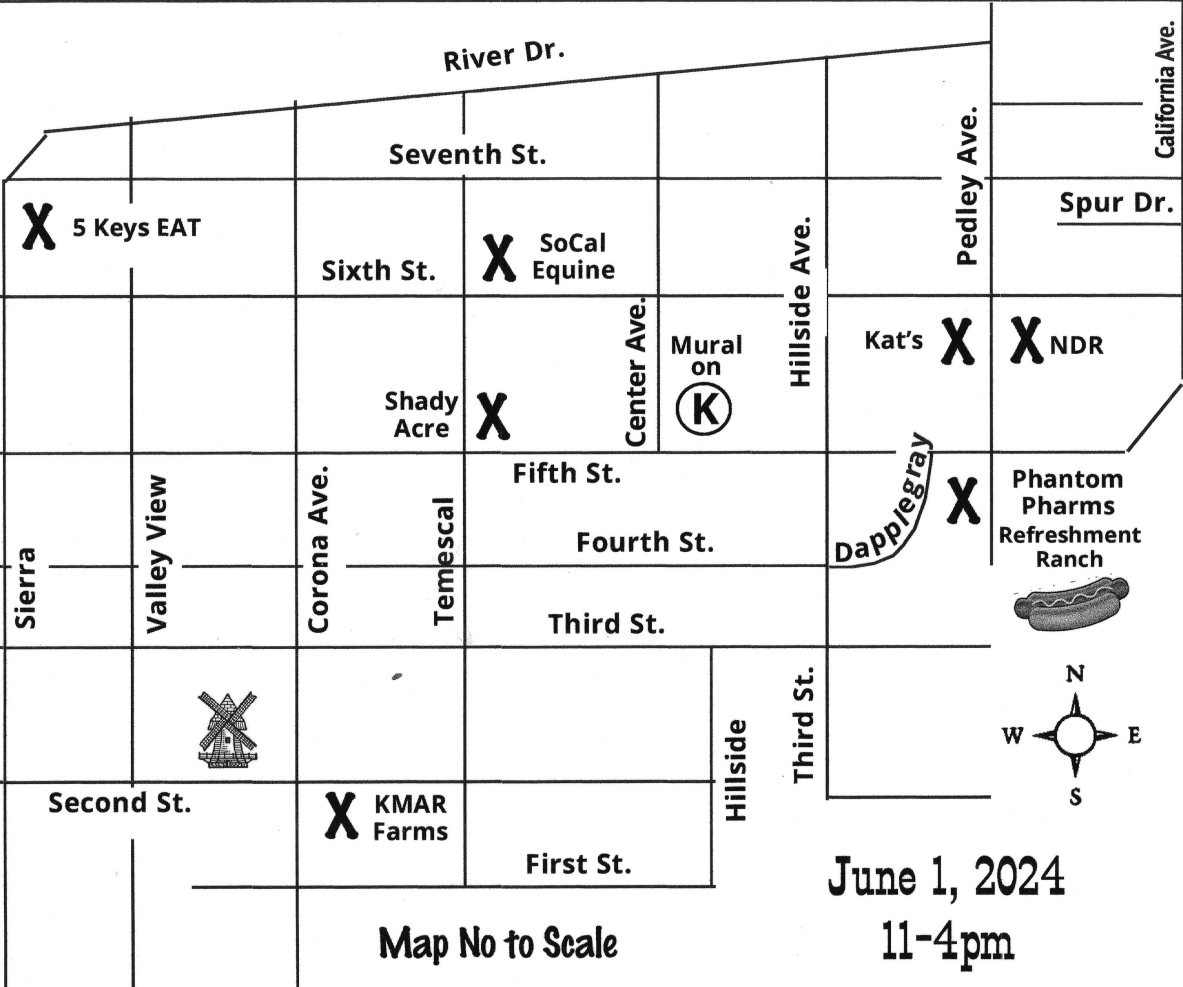 River Dr.
California Ave.
Seventh St.
Pedley Ave.
Spur Dr.
X 5 Keys EAT
X SoCal
Equine
Sixth St.
Hillside Ave.
Center Ave.
Mural
on
K
Kat's X
X NDR
Shady
Acre X
Fifth St.
Dapplegray
X
Phantom
Pharms
Refreshment
Ranch
Sierra
Valley View
Corona Ave.
Temescal
Fourth St.
Third St.
N
W E
S
Hillside
Third St.
Second St.
X KMAR
Farms
First St.
June 1, 2024
11-4pm
Map No to Scale